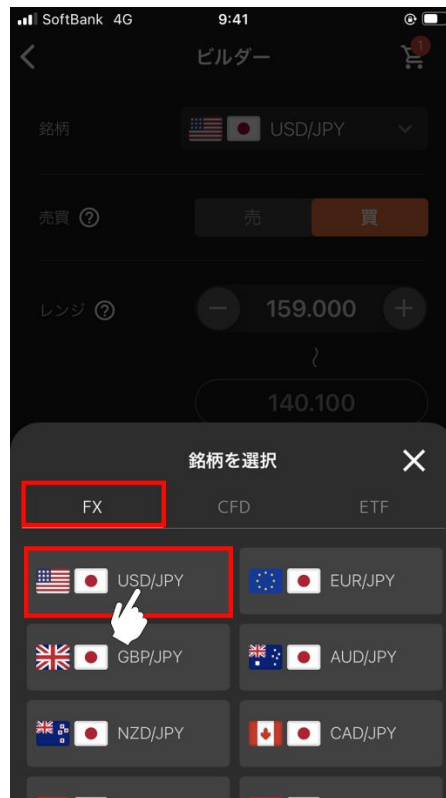 SoftBank 4G 9:41
ビルダー 1
銘柄 USD/JPY
売買 ? 売 買
レンジ ? − 159.000 +
〜
140.100
銘柄を選択 ×
FX CFD ETF
USD/JPY EUR/JPY
GBP/JPY AUD/JPY
NZD/JPY CAD/JPY